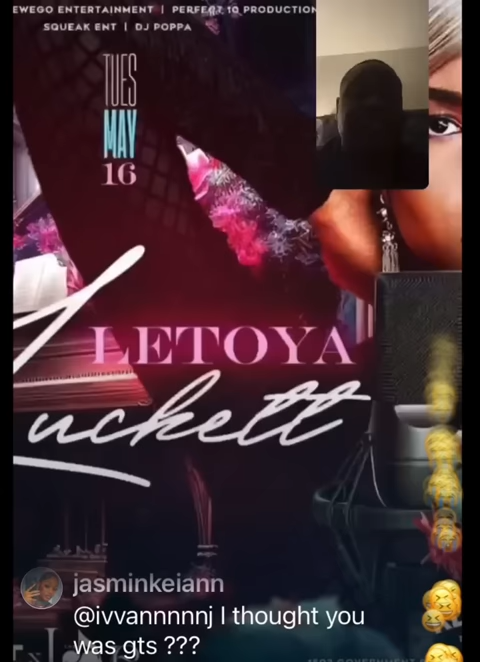 EWEGO ENTERTAINMENT | PERFECT 10 PRODUCTION
SQUEAK ENT | DJ POPPA
TUES
MAY
16
LETOYA
Luckett
jasminkeiann
@ivvannnnnj I thought you
was gts ???